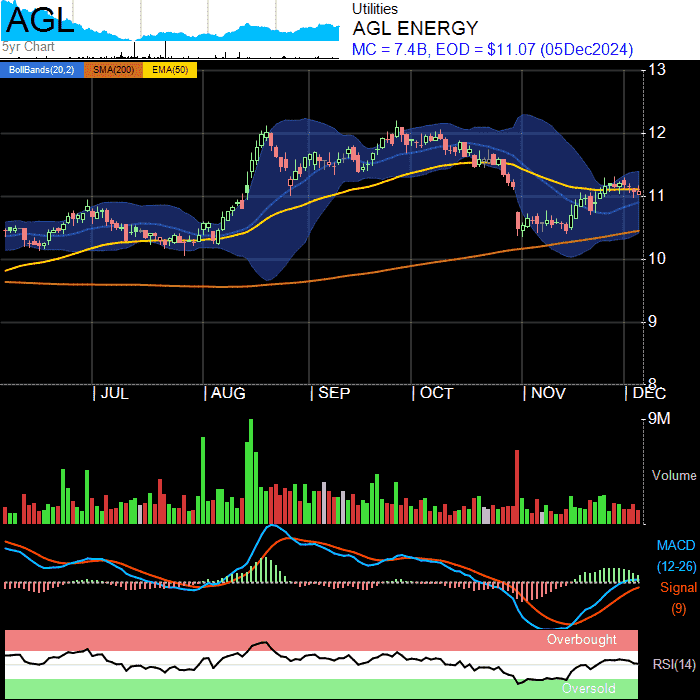 AGL
5yr Chart
Utilities
AGL ENERGY
MC = 7.4B, EOD = $11.07 (05Dec2024)
BollBands(20,2) SMA(200) EMA(50)
13
12
11
10
9
8
| JUL | AUG | SEP | OCT | NOV | DEC
9M
Volume
MACD
(12-26)
Signal
(9)
Overbought
RSI(14)
Oversold